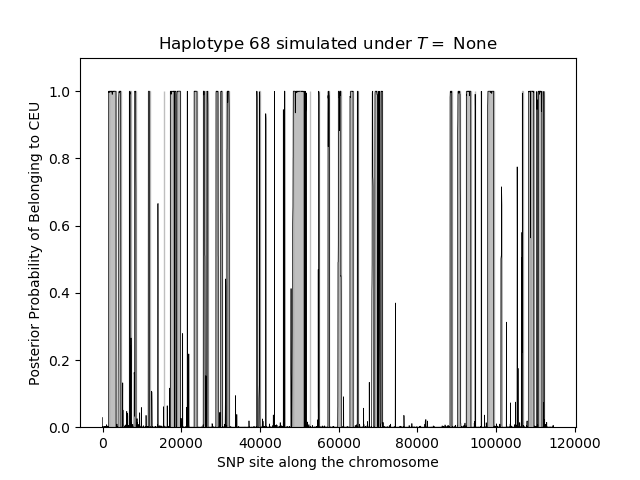 Haplotype 68 simulated under T = None
Posterior Probability of Belonging to CEU
1.0
0.8
0.6
0.4
0.2
0.0
0 20000 40000 60000 80000 100000 120000
SNP site along the chromosome